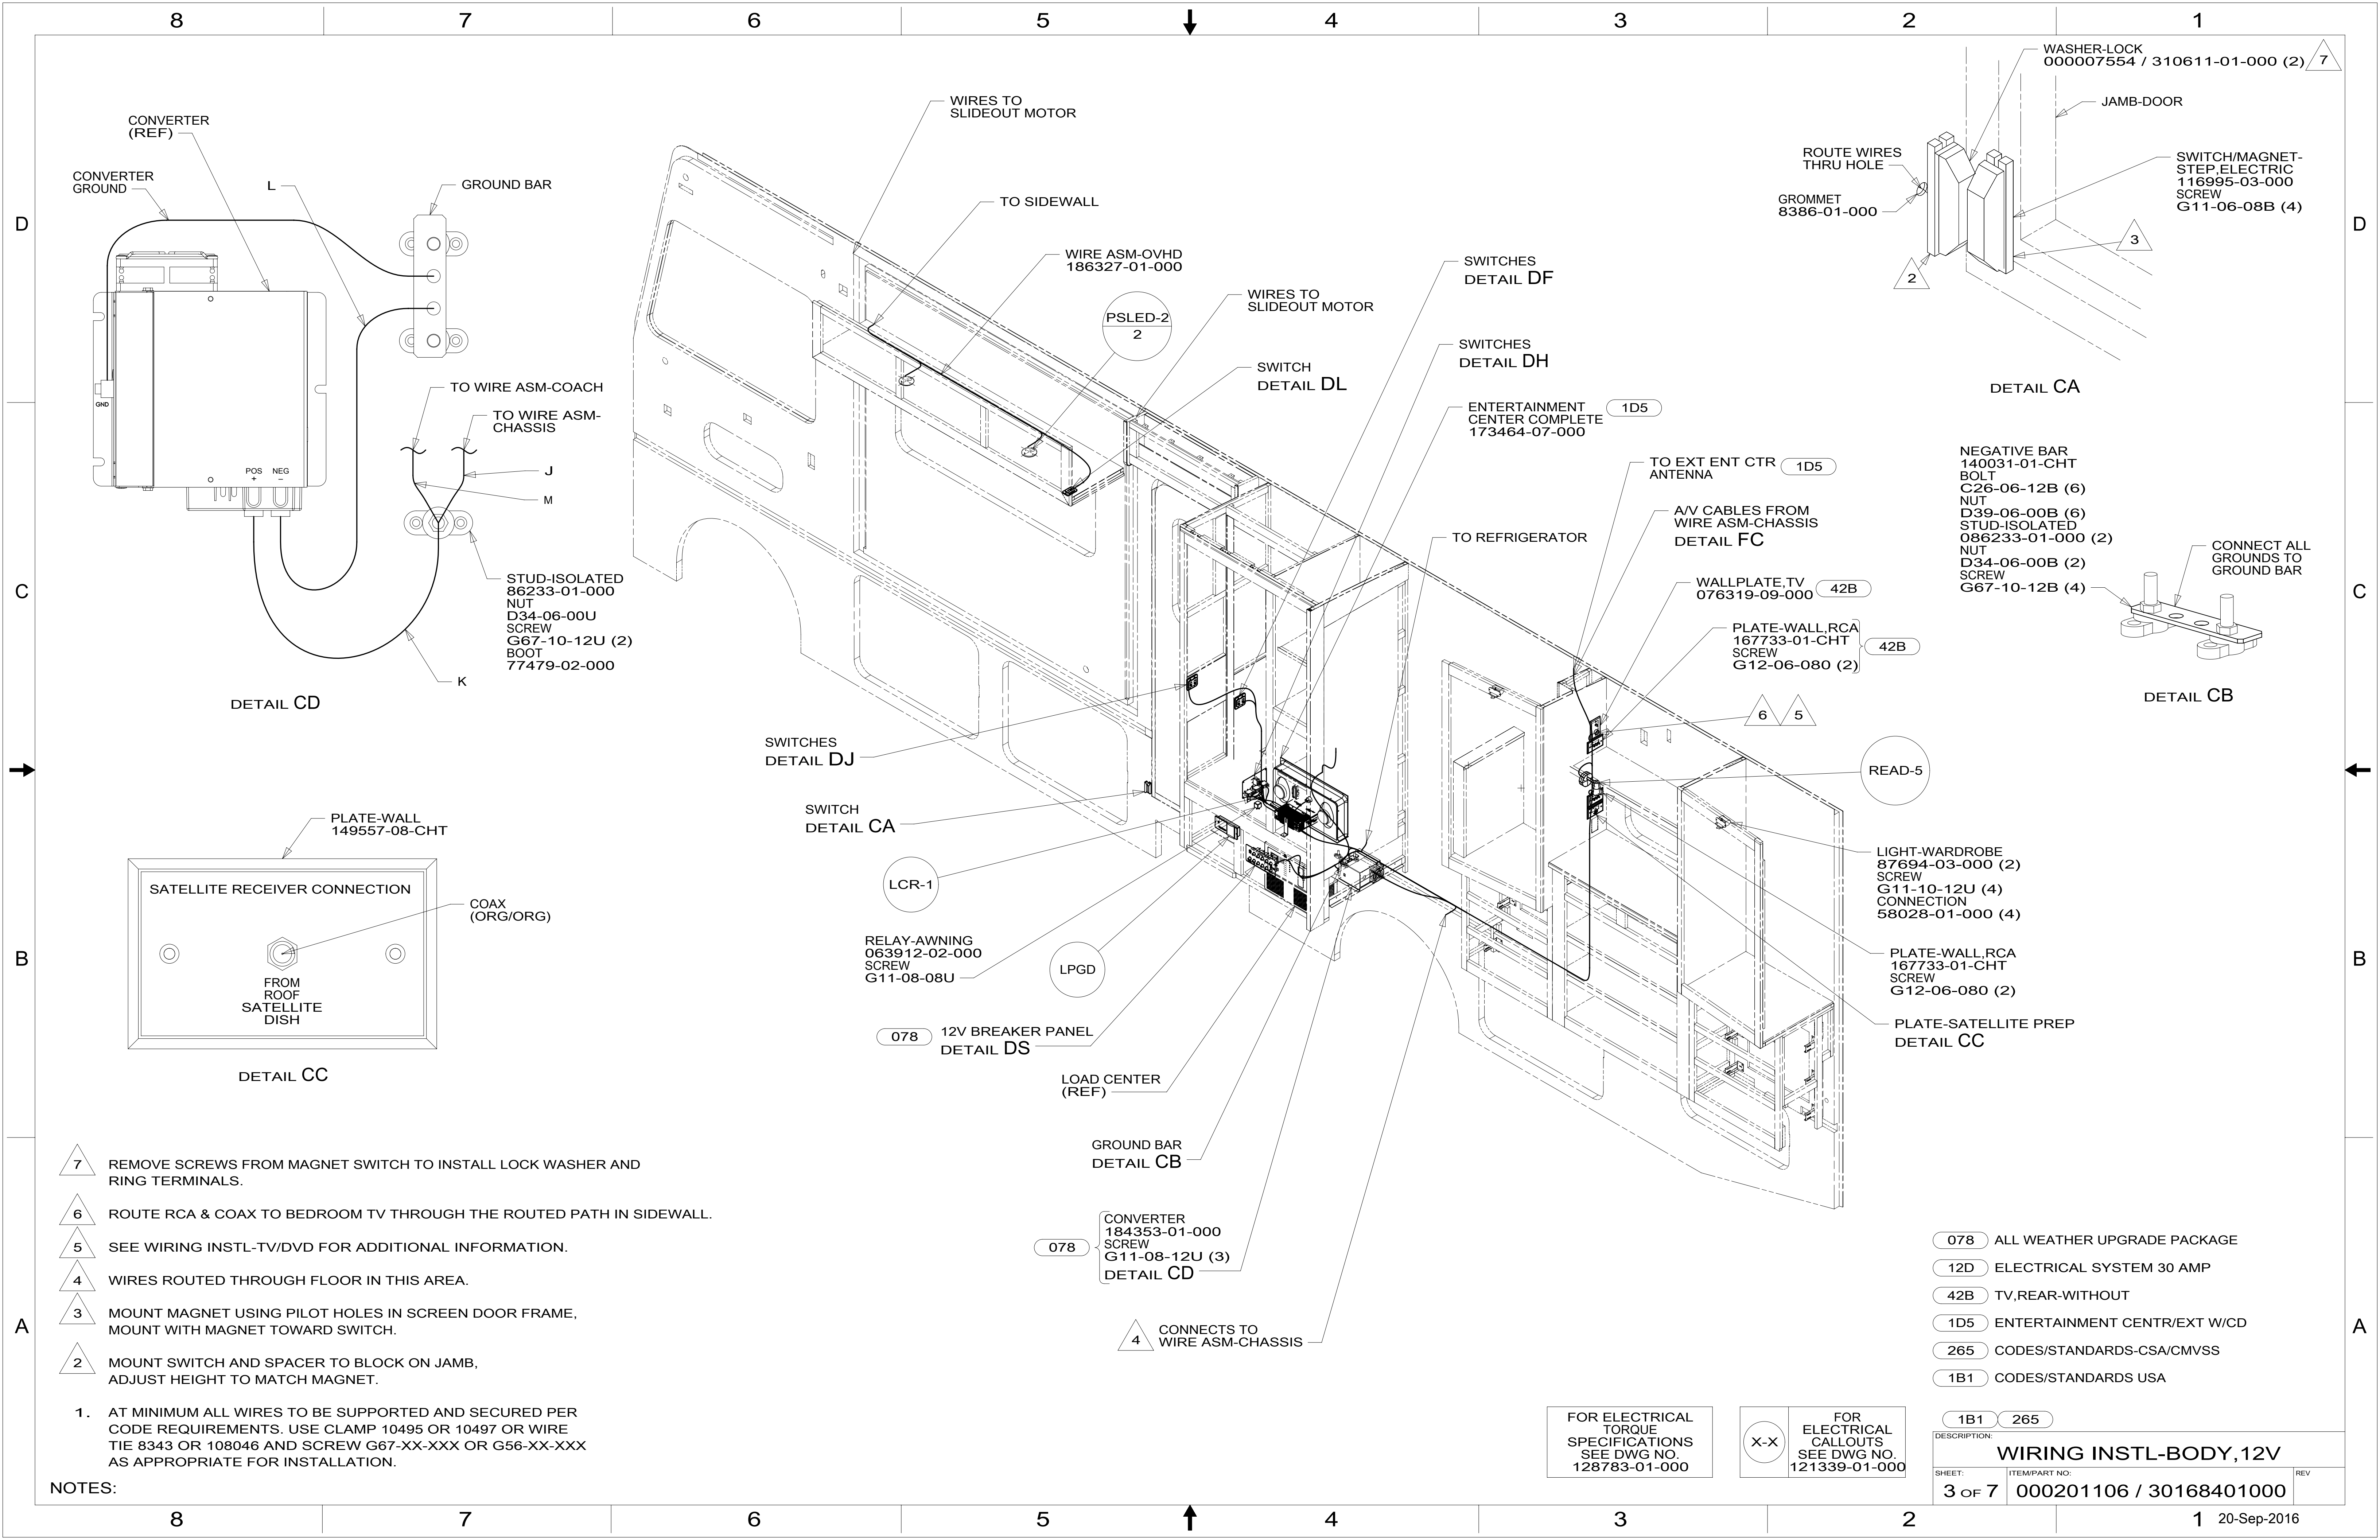 8 7 6 5 4 3 2 1
D
C
B
A
CONVERTER
(REF)
CONVERTER
GROUND
L
GROUND BAR
GND
POS
+
NEG
–
TO WIRE ASM-COACH
TO WIRE ASM-
CHASSIS
J
M
STUD-ISOLATED
86233-01-000
NUT
D34-06-00U
SCREW
G67-10-12U (2)
BOOT
77479-02-000
K
DETAIL CD
PLATE-WALL
149557-08-CHT
SATELLITE RECEIVER CONNECTION
COAX
(ORG/ORG)
FROM
ROOF
SATELLITE
DISH
DETAIL CC
WIRES TO
SLIDEOUT MOTOR
TO SIDEWALL
WIRE ASM-OVHD
186327-01-000
PSLED-2
2
WIRES TO
SLIDEOUT MOTOR
SWITCH
DETAIL DL
SWITCHES
DETAIL DF
SWITCHES
DETAIL DH
ENTERTAINMENT
CENTER COMPLETE
173464-07-000
1D5
TO EXT ENT CTR
ANTENNA
1D5
A/V CABLES FROM
WIRE ASM-CHASSIS
DETAIL FC
TO REFRIGERATOR
WALLPLATE,TV
076319-09-000
42B
PLATE-WALL,RCA
167733-01-CHT
SCREW
G12-06-080 (2)
42B
6 5
READ-5
LIGHT-WARDROBE
87694-03-000 (2)
SCREW
G11-10-12U (4)
CONNECTION
58028-01-000 (4)
PLATE-WALL,RCA
167733-01-CHT
SCREW
G12-06-080 (2)
PLATE-SATELLITE PREP
DETAIL CC
SWITCHES
DETAIL DJ
SWITCH
DETAIL CA
LCR-1
RELAY-AWNING
063912-02-000
SCREW
G11-08-08U
LPGD
078
12V BREAKER PANEL
DETAIL DS
LOAD CENTER
(REF)
GROUND BAR
DETAIL CB
078
CONVERTER
184353-01-000
SCREW
G11-08-12U (3)
DETAIL CD
4
CONNECTS TO
WIRE ASM-CHASSIS
WASHER-LOCK
000007554 / 310611-01-000 (2)
7
JAMB-DOOR
ROUTE WIRES
THRU HOLE
GROMMET
8386-01-000
SWITCH/MAGNET-
STEP,ELECTRIC
116995-03-000
SCREW
G11-06-08B (4)
3
2
DETAIL CA
NEGATIVE BAR
140031-01-CHT
BOLT
C26-06-12B (6)
NUT
D39-06-00B (6)
STUD-ISOLATED
086233-01-000 (2)
NUT
D34-06-00B (2)
SCREW
G67-10-12B (4)
CONNECT ALL
GROUNDS TO
GROUND BAR
DETAIL CB
7 REMOVE SCREWS FROM MAGNET SWITCH TO INSTALL LOCK WASHER AND
RING TERMINALS.
6 ROUTE RCA & COAX TO BEDROOM TV THROUGH THE ROUTED PATH IN SIDEWALL.
5 SEE WIRING INSTL-TV/DVD FOR ADDITIONAL INFORMATION.
4 WIRES ROUTED THROUGH FLOOR IN THIS AREA.
3 MOUNT MAGNET USING PILOT HOLES IN SCREEN DOOR FRAME,
MOUNT WITH MAGNET TOWARD SWITCH.
2 MOUNT SWITCH AND SPACER TO BLOCK ON JAMB,
ADJUST HEIGHT TO MATCH MAGNET.
1. AT MINIMUM ALL WIRES TO BE SUPPORTED AND SECURED PER
CODE REQUIREMENTS. USE CLAMP 10495 OR 10497 OR WIRE
TIE 8343 OR 108046 AND SCREW G67-XX-XXX OR G56-XX-XXX
AS APPROPRIATE FOR INSTALLATION.
NOTES:
078 ALL WEATHER UPGRADE PACKAGE
12D ELECTRICAL SYSTEM 30 AMP
42B TV,REAR-WITHOUT
1D5 ENTERTAINMENT CENTR/EXT W/CD
265 CODES/STANDARDS-CSA/CMVSS
1B1 CODES/STANDARDS USA
FOR ELECTRICAL
TORQUE
SPECIFICATIONS
SEE DWG NO.
128783-01-000
X-X
FOR
ELECTRICAL
CALLOUTS
SEE DWG NO.
121339-01-000
1B1 265
DESCRIPTION:
WIRING INSTL-BODY,12V
SHEET:
3 OF 7
ITEM/PART NO:
000201106 / 30168401000
REV
D
C
B
A
8 7 6 5 4 3 2 1
20-Sep-2016